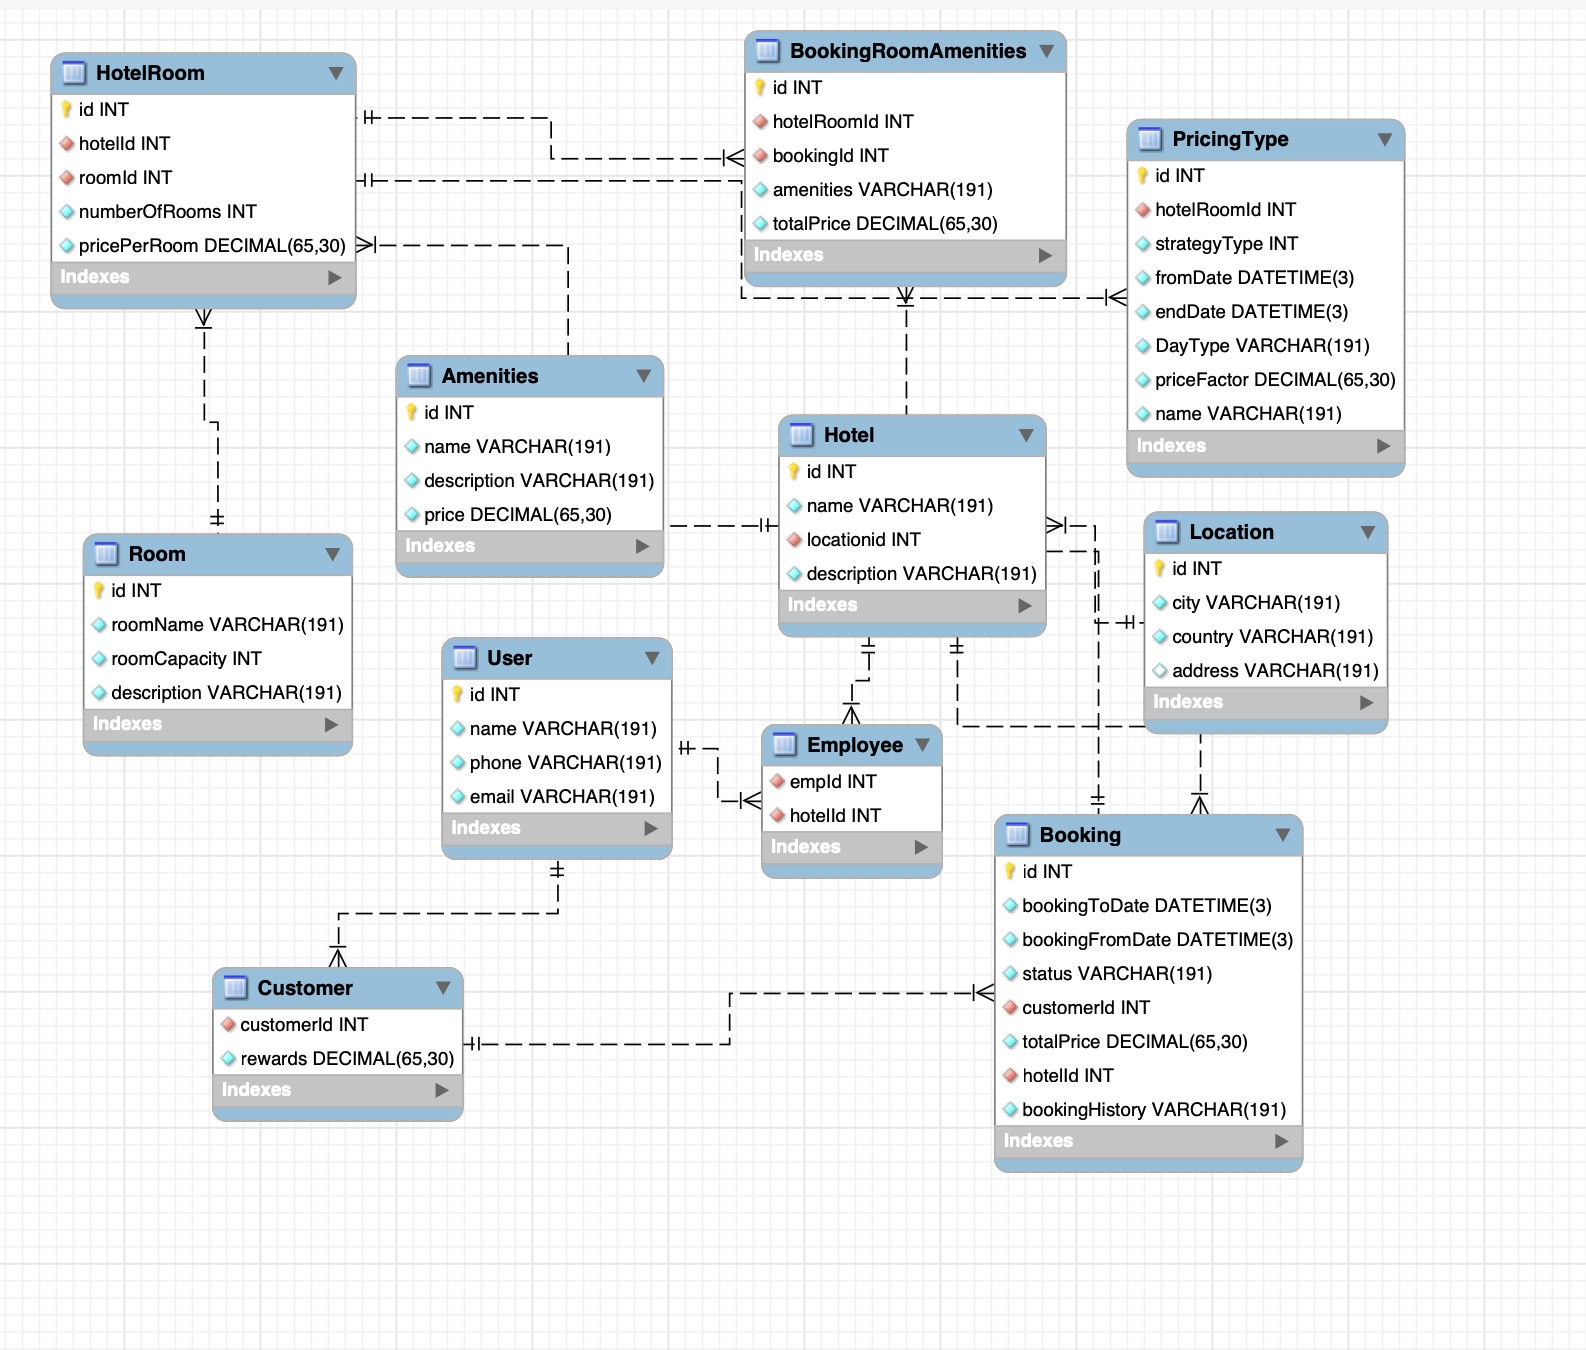 HotelRoom
id INT
hotelId INT
roomId INT
numberOfRooms INT
pricePerRoom DECIMAL(65,30)
Indexes
BookingRoomAmenities
id INT
hotelRoomId INT
bookingId INT
amenities VARCHAR(191)
totalPrice DECIMAL(65,30)
Indexes
PricingType
id INT
hotelRoomId INT
strategyType INT
fromDate DATETIME(3)
endDate DATETIME(3)
DayType VARCHAR(191)
priceFactor DECIMAL(65,30)
name VARCHAR(191)
Indexes
Amenities
id INT
name VARCHAR(191)
description VARCHAR(191)
price DECIMAL(65,30)
Indexes
Hotel
id INT
name VARCHAR(191)
locationid INT
description VARCHAR(191)
Indexes
Location
id INT
city VARCHAR(191)
country VARCHAR(191)
address VARCHAR(191)
Indexes
Room
id INT
roomName VARCHAR(191)
roomCapacity INT
description VARCHAR(191)
Indexes
User
id INT
name VARCHAR(191)
phone VARCHAR(191)
email VARCHAR(191)
Indexes
Employee
empId INT
hotelId INT
Indexes
Booking
id INT
bookingToDate DATETIME(3)
bookingFromDate DATETIME(3)
status VARCHAR(191)
customerId INT
totalPrice DECIMAL(65,30)
hotelId INT
bookingHistory VARCHAR(191)
Indexes
Customer
customerId INT
rewards DECIMAL(65,30)
Indexes